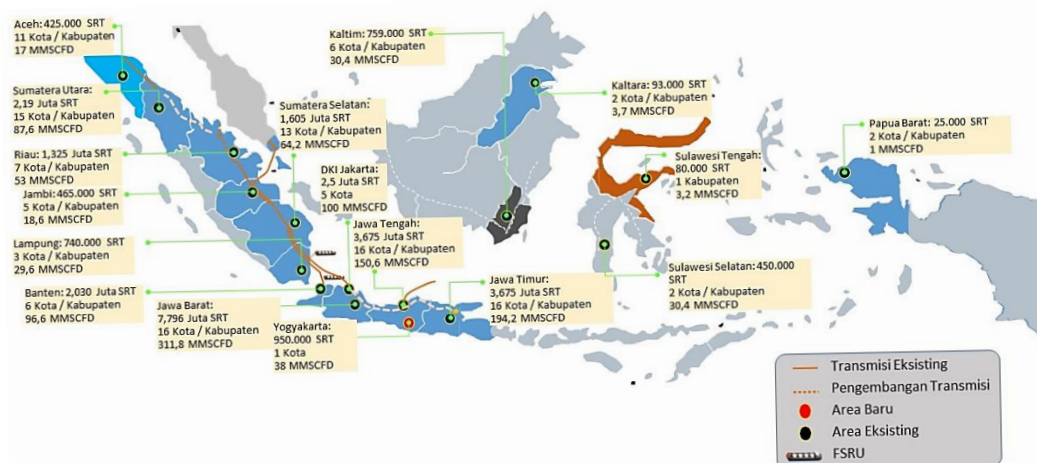 Aceh: 425.000 SRT
11 Kota / Kabupaten
17 MMSCFD
Sumatera Utara:
2,19 Juta SRT
15 Kota / Kabupaten
87,6 MMSCFD
Riau: 1,325 Juta SRT
7 Kota / Kabupaten
53 MMSCFD
Jambi: 465.000 SRT
5 Kota / Kabupaten
18,6 MMSCFD
Lampung: 740.000 SRT
3 Kota / Kabupaten
29,6 MMSCFD
Banten: 2,030 Juta SRT
6 Kota / Kabupaten
96,6 MMSCFD
Jawa Barat:
7,796 Juta SRT
16 Kota / Kabupaten
311,8 MMSCFD
Yogyakarta:
950.000 SRT
1 Kota
38 MMSCFD
Sumatera Selatan:
1,605 Juta SRT
13 Kota / Kabupaten
64,2 MMSCFD
DKI Jakarta:
2,5 Juta SRT
5 Kota
100 MMSCFD
Jawa Tengah:
3,675 Juta SRT
16 Kota / Kabupaten
150,6 MMSCFD
Jawa Timur:
3,675 Juta SRT
16 Kota / Kabupaten
194,2 MMSCFD
Kaltim: 759.000 SRT
6 Kota / Kabupaten
30,4 MMSCFD
Kaltara: 93.000 SRT
2 Kota / Kabupaten
3,7 MMSCFD
Sulawesi Tengah:
80.000 SRT
1 Kabupaten
3,2 MMSCFD
Sulawesi Selatan: 450.000
SRT
2 Kota / Kabupaten
30,4 MMSCFD
Papua Barat: 25.000 SRT
2 Kota / Kabupaten
1 MMSCFD
Transmisi Eksisting
Pengembangan Transmisi
Area Baru
Area Eksisting
FSRU